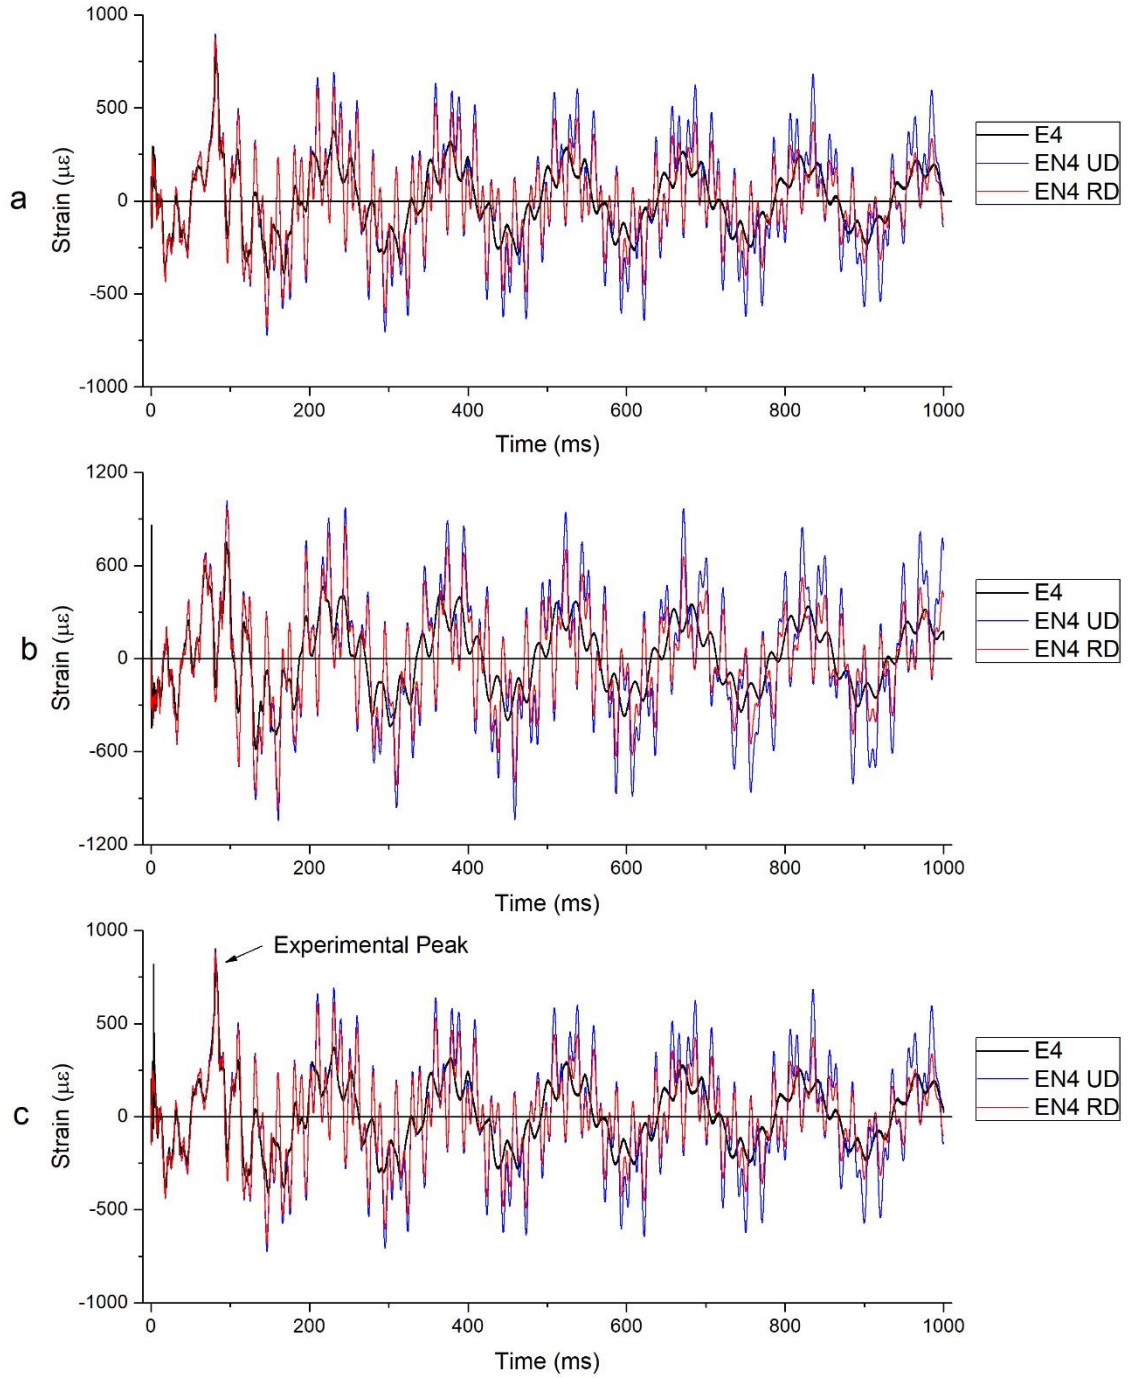 a
Strain (µε)
1000
500
0
-500
-1000
0 200 400 600 800 1000
Time (ms)
E4
EN4 UD
EN4 RD
b
Strain (µε)
1200
600
0
-600
-1200
0 200 400 600 800 1000
Time (ms)
E4
EN4 UD
EN4 RD
c
Strain (µε)
1000
500
0
-500
-1000
Experimental Peak
0 200 400 600 800 1000
Time (ms)
E4
EN4 UD
EN4 RD